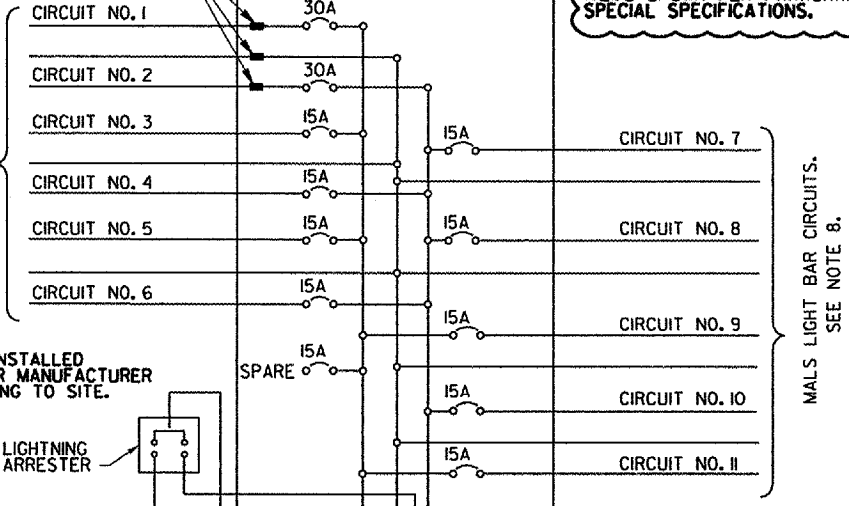 SPECIAL SPECIFICATIONS.
CIRCUIT NO. 1
30A
CIRCUIT NO. 2
30A
CIRCUIT NO. 3
15A
CIRCUIT NO. 4
15A
CIRCUIT NO. 5
15A
CIRCUIT NO. 6
15A
SPARE
15A
15A
CIRCUIT NO. 7
15A
CIRCUIT NO. 8
15A
CIRCUIT NO. 9
15A
CIRCUIT NO. 10
15A
CIRCUIT NO. 11
MALS LIGHT BAR CIRCUITS.
SEE NOTE 8.
NSTALLED
R MANUFACTURER
NG TO SITE.
LIGHTNING
ARRESTER